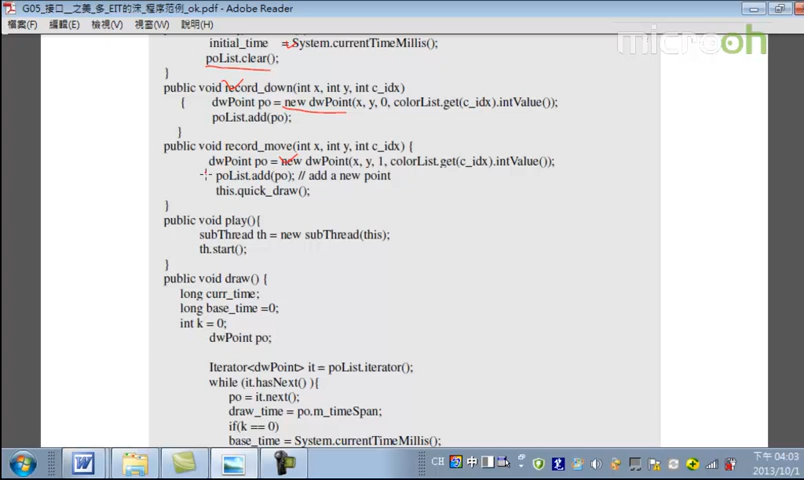 G05_接口__之美_多_EIT的深_程序范例_ok.pdf - Adobe Reader
檔案(F) 編輯(E) 檢視(V) 視窗(W) 說明(H)
microoh
initial_time = System.currentTimeMillis();
poList.clear();
}
public void record_down(int x, int y, int c_idx)
{ dwPoint po = new dwPoint(x, y, 0, colorList.get(c_idx).intValue());
poList.add(po);
}
public void record_move(int x, int y, int c_idx) {
dwPoint po = new dwPoint(x, y, 1, colorList.get(c_idx).intValue());
poList.add(po); // add a new point
this.quick_draw();
}
public void play(){
subThread th = new subThread(this);
th.start();
}
public void draw() {
long curr_time;
long base_time =0;
int k = 0;
dwPoint po;
Iterator<dwPoint> it = poList.iterator();
while (it.hasNext() ){
po = it.next();
draw_time = po.m_timeSpan;
if(k == 0)
base_time = System.currentTimeMillis();
CH 中
下午 04:03
2013/10/1